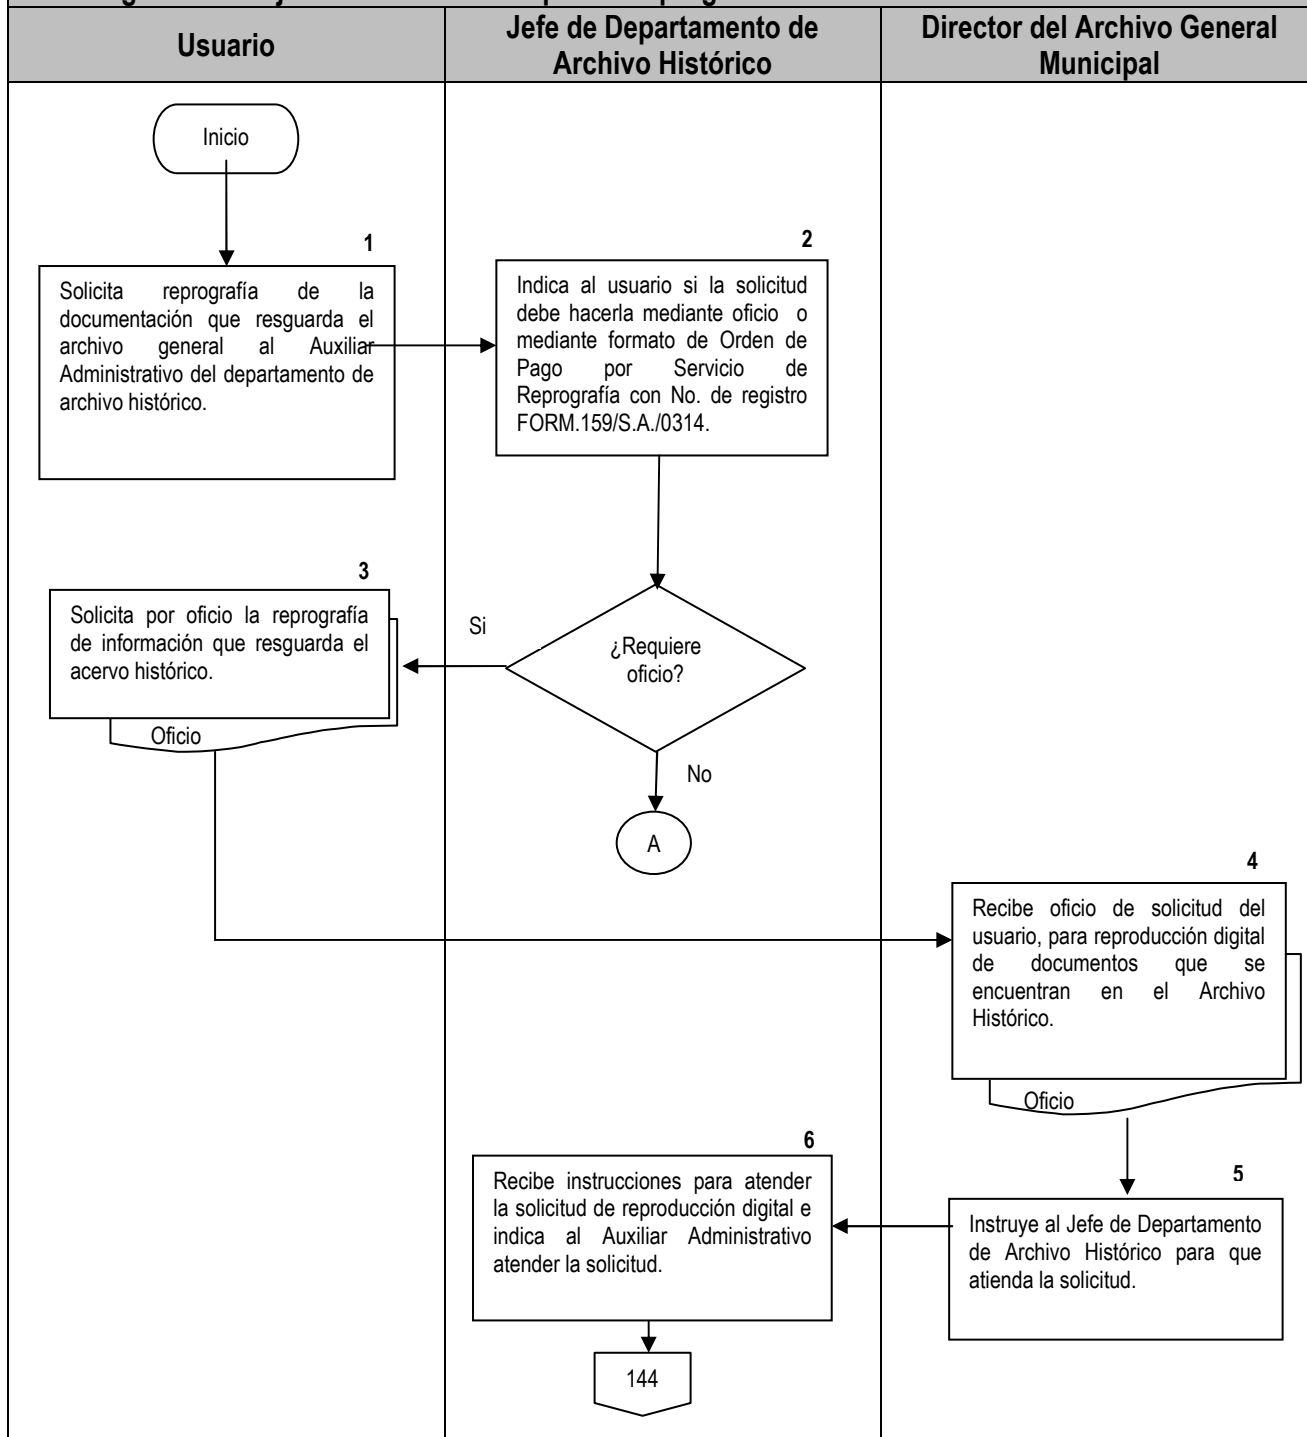 Usuario
Jefe de Departamento de
Archivo Histórico
Director del Archivo General
Municipal
Inicio
1
Solicita reprografía de la
documentación que resguarda el
archivo general al Auxiliar
Administrativo del departamento de
archivo histórico.
2
Indica al usuario si la solicitud
debe hacerla mediante oficio o
mediante formato de Orden de
Pago por Servicio de
Reprografía con No. de registro
FORM.159/S.A./0314.
3
Solicita por oficio la reprografía
de información que resguarda el
acervo histórico.
Oficio
Si
¿Requiere
oficio?
No
A
4
Recibe oficio de solicitud del
usuario, para reproducción digital
de documentos que se
encuentran en el Archivo
Histórico.
Oficio
5
Instruye al Jefe de Departamento
de Archivo Histórico para que
atienda la solicitud.
6
Recibe instrucciones para atender
la solicitud de reproducción digital e
indica al Auxiliar Administrativo
atender la solicitud.
144